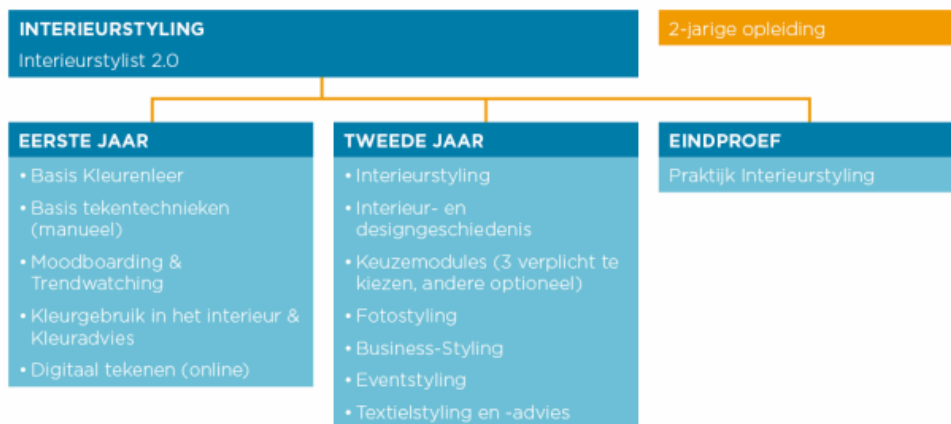 INTERIEURSTYLING
Interieurstylist 2.0
2-jarige opleiding
EERSTE JAAR
• Basis Kleurenleer
• Basis tekentechnieken
(manueel)
• Moodboarding &
Trendwatching
• Kleurgebruik in het interieur &
Kleuradvies
• Digitaal tekenen (online)
TWEEDE JAAR
• Interieurstyling
• Interieur- en
designgeschiedenis
• Keuzemodules (3 verplicht te
kiezen, andere optioneel)
• Fotostyling
• Business-Styling
• Eventstyling
• Textielstyling en -advies
EINDPROEF
Praktijk Interieurstyling